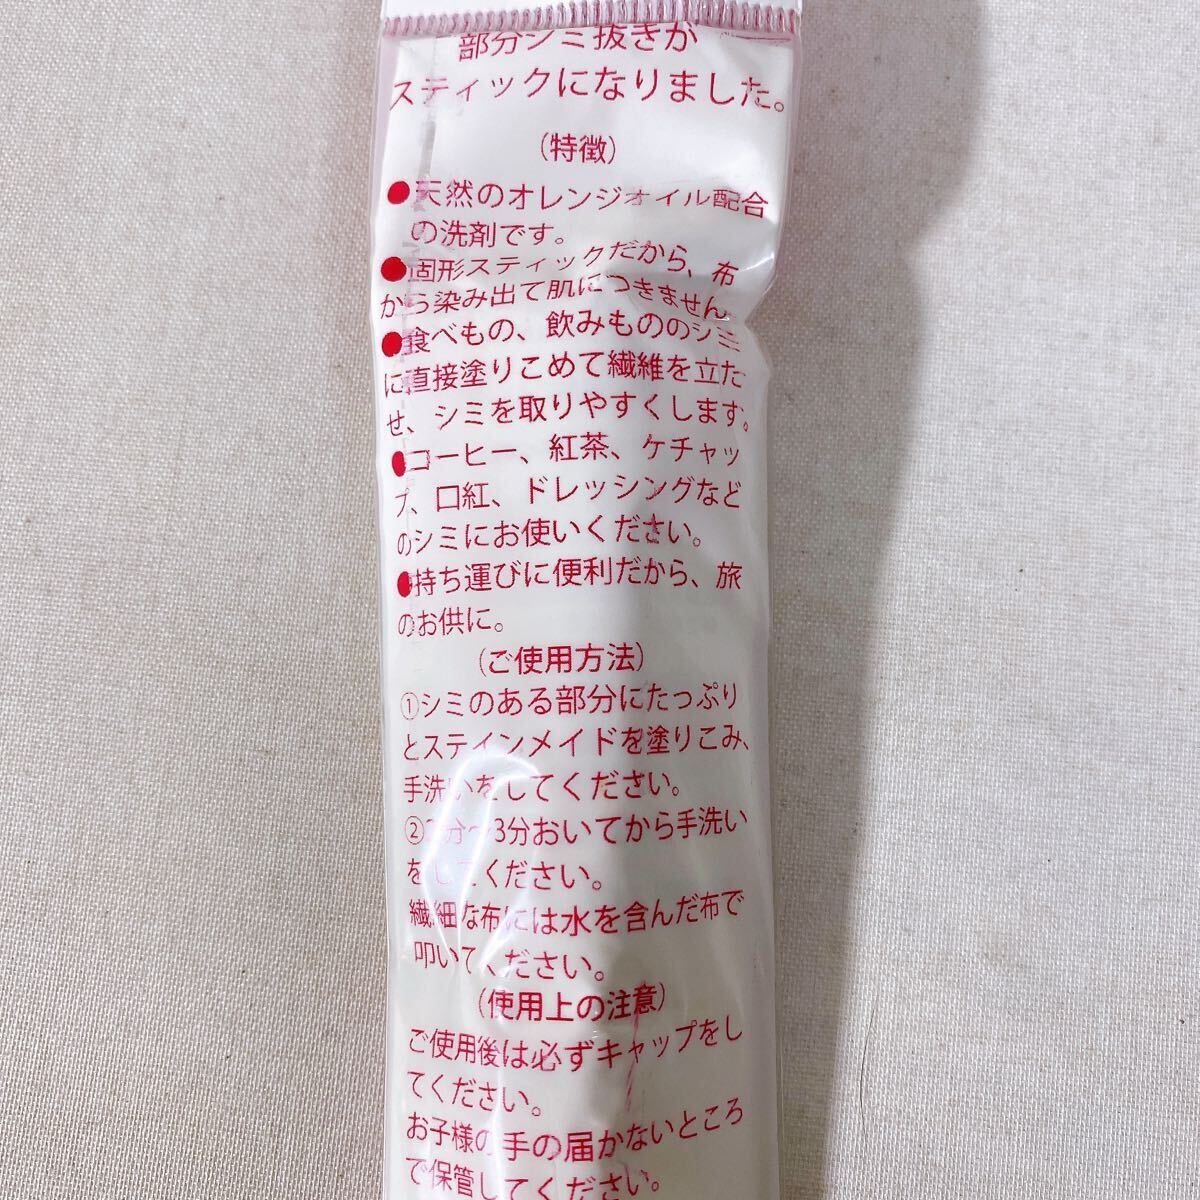 部分シミ抜きが
スティックになりました。
(特徴)
●天然のオレンジオイル配合
の洗剤です。
●固形スティックだから、布
から染み出て肌につきません
●食べもの、飲みもののシミ
に直接塗りこめて繊維を立た
せ、シミを取りやすくします。
●コーヒー、紅茶、ケチャッ
プ、口紅、ドレッシングなど
のシミにお使いください。
●持ち運びに便利だから、旅
のお供に。
(ご使用方法)
①シミのある部分にたっぷり
とステインメイドを塗りこみ、
手洗いをしてください。
②2分〜3分おいてから手洗い
をしてください。
繊細な布には水を含んだ布で
叩いてください。
(使用上の注意)
ご使用後は必ずキャップをし
てください。
お子様の手の届かないところ
で保管してください。